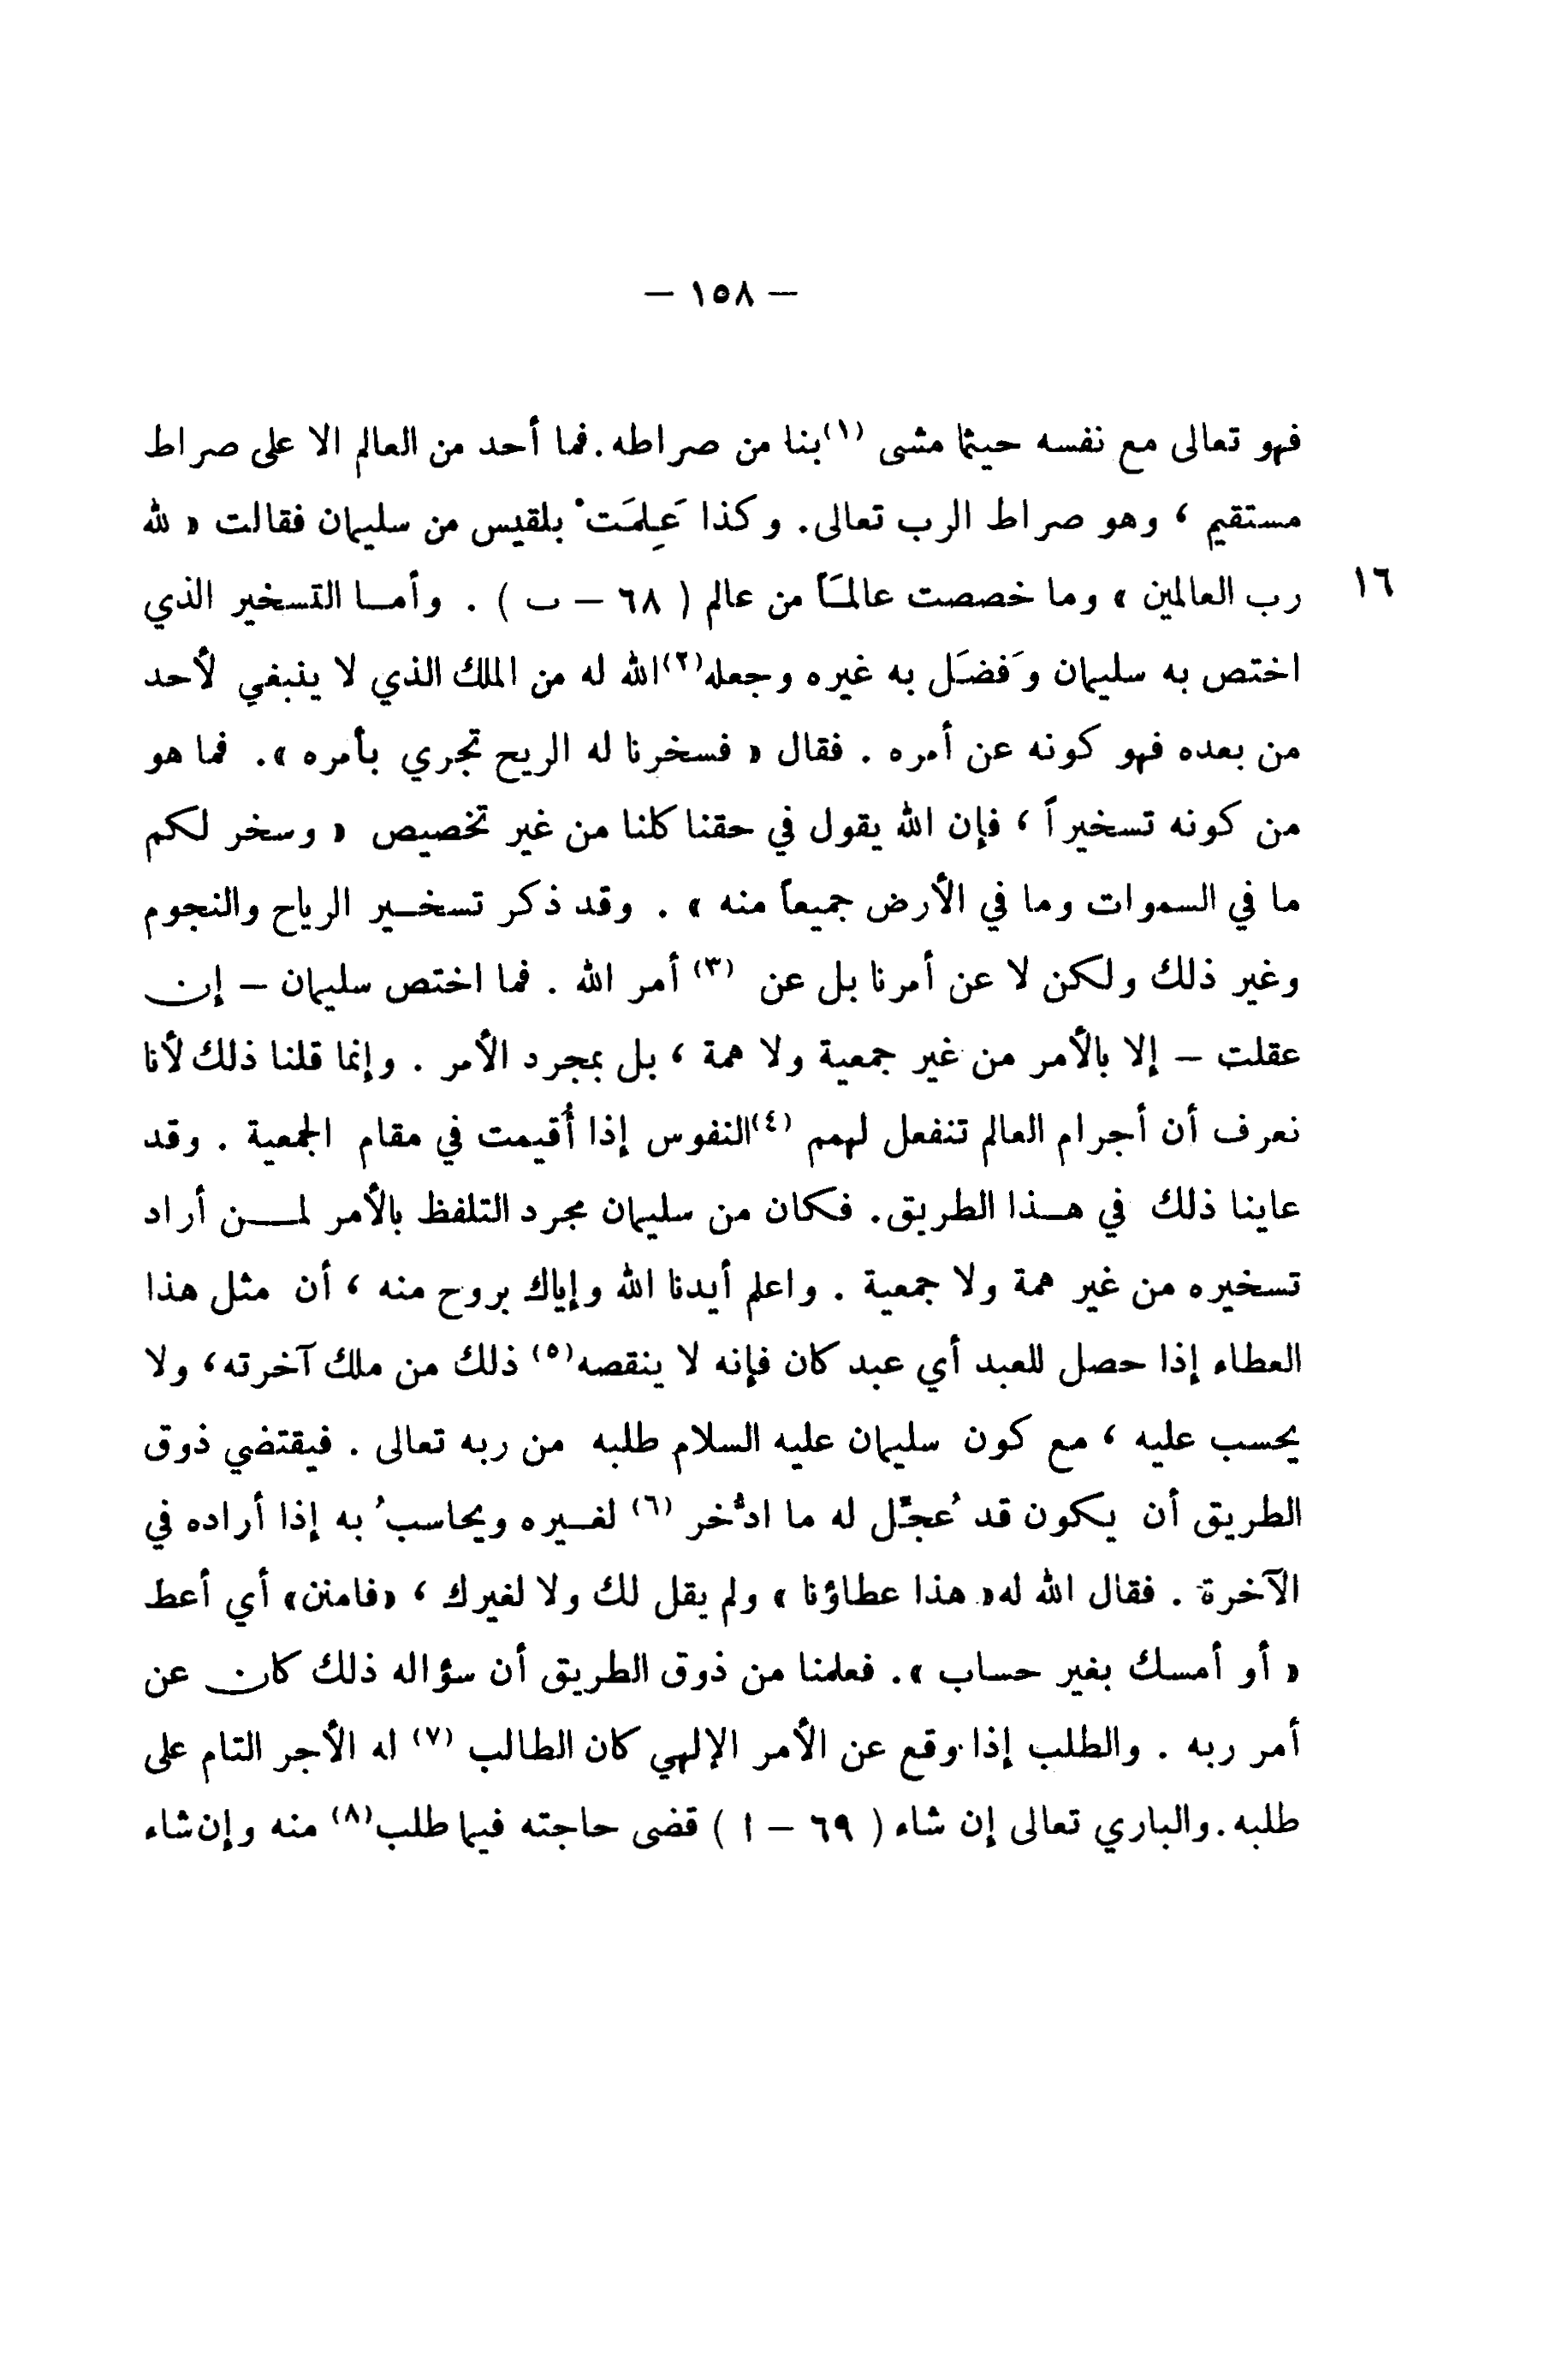 — ١٥٨ —
فهو تعالى مع نفسه حيثما مشى (١) بنا من صراطه. فما أحد من العالم الا على صراط
مستقيم ، وهو صراط الرب تعالى. وكذا عَلِمَتْ بلقيس من سليمان فقالت « لله
١٦ رب العالمين » وما خصصت عالمَاً من عالم ( ٦٨ – ب ) . وأما التسخير الذي
اختص به سليمان وَفضَل به غيره وجعله (٢) الله له من الملك الذي لا ينبغي لأحد
من بعده فهو كونه عن أمره . فقال « فسخرنا له الريح تجري بأمره ». فما هو
من كونه تسخيراً ، فإن الله يقول في حقنا كلنا من غير تخصيص « وسخر لكم
ما في السموات وما في الأرض جميعاً منه » . وقد ذكر تسخير الرياح والنجوم
وغير ذلك ولكن لا عن أمرنا بل عن (٣) أمر الله . فما اختص سليمان – إن
عقلت – إلا بالأمر من غير جمعية ولا همة ، بل بمجرد الأمر . وإنما قلنا ذلك لأنا
نعرف أن أجرام العالم تنفعل لهمم (٤) النفوس إذا أُقيمت في مقام الجمعية . وقد
عاينا ذلك في هذا الطريق. فكان من سليمان مجرد التلفظ بالأمر لمن أراد
تسخيره من غير همة ولا جمعية . واعلم أيدنا الله وإياك بروح منه ، أن مثل هذا
العطاء إذا حصل للعبد أي عبد كان فإنه لا ينقصه (٥) ذلك من ملك آخرته، ولا
يحسب عليه ، مع كون سليمان عليه السلام طلبه من ربه تعالى . فيقتضي ذوق
الطريق أن يكون قد عُجِّل له ما ادُّخر (٦) لغيره ويحاسبُ به إذا أراده في
الآخرة . فقال الله له « هذا عطاؤنا » ولم يقل لك ولا لغيرك ، «فامنن» أي أعط
« أو أمسك بغير حساب ». فعلمنا من ذوق الطريق أن سؤاله ذلك كان عن
أمر ربه . والطلب إذا وقع عن الأمر الإلهي كان الطالب (٧) له الأجر التام على
طلبه. والباري تعالى إن شاء ( ٦٩ – ا ) قضى حاجته فيما طلب (٨) منه وإن شاء